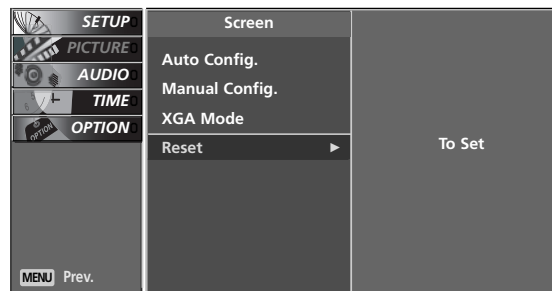 SETUP
PICTURE
AUDIO
TIME
OPTION
MENU Prev.
Screen
Auto Config.
Manual Config.
XGA Mode
Reset ►
To Set